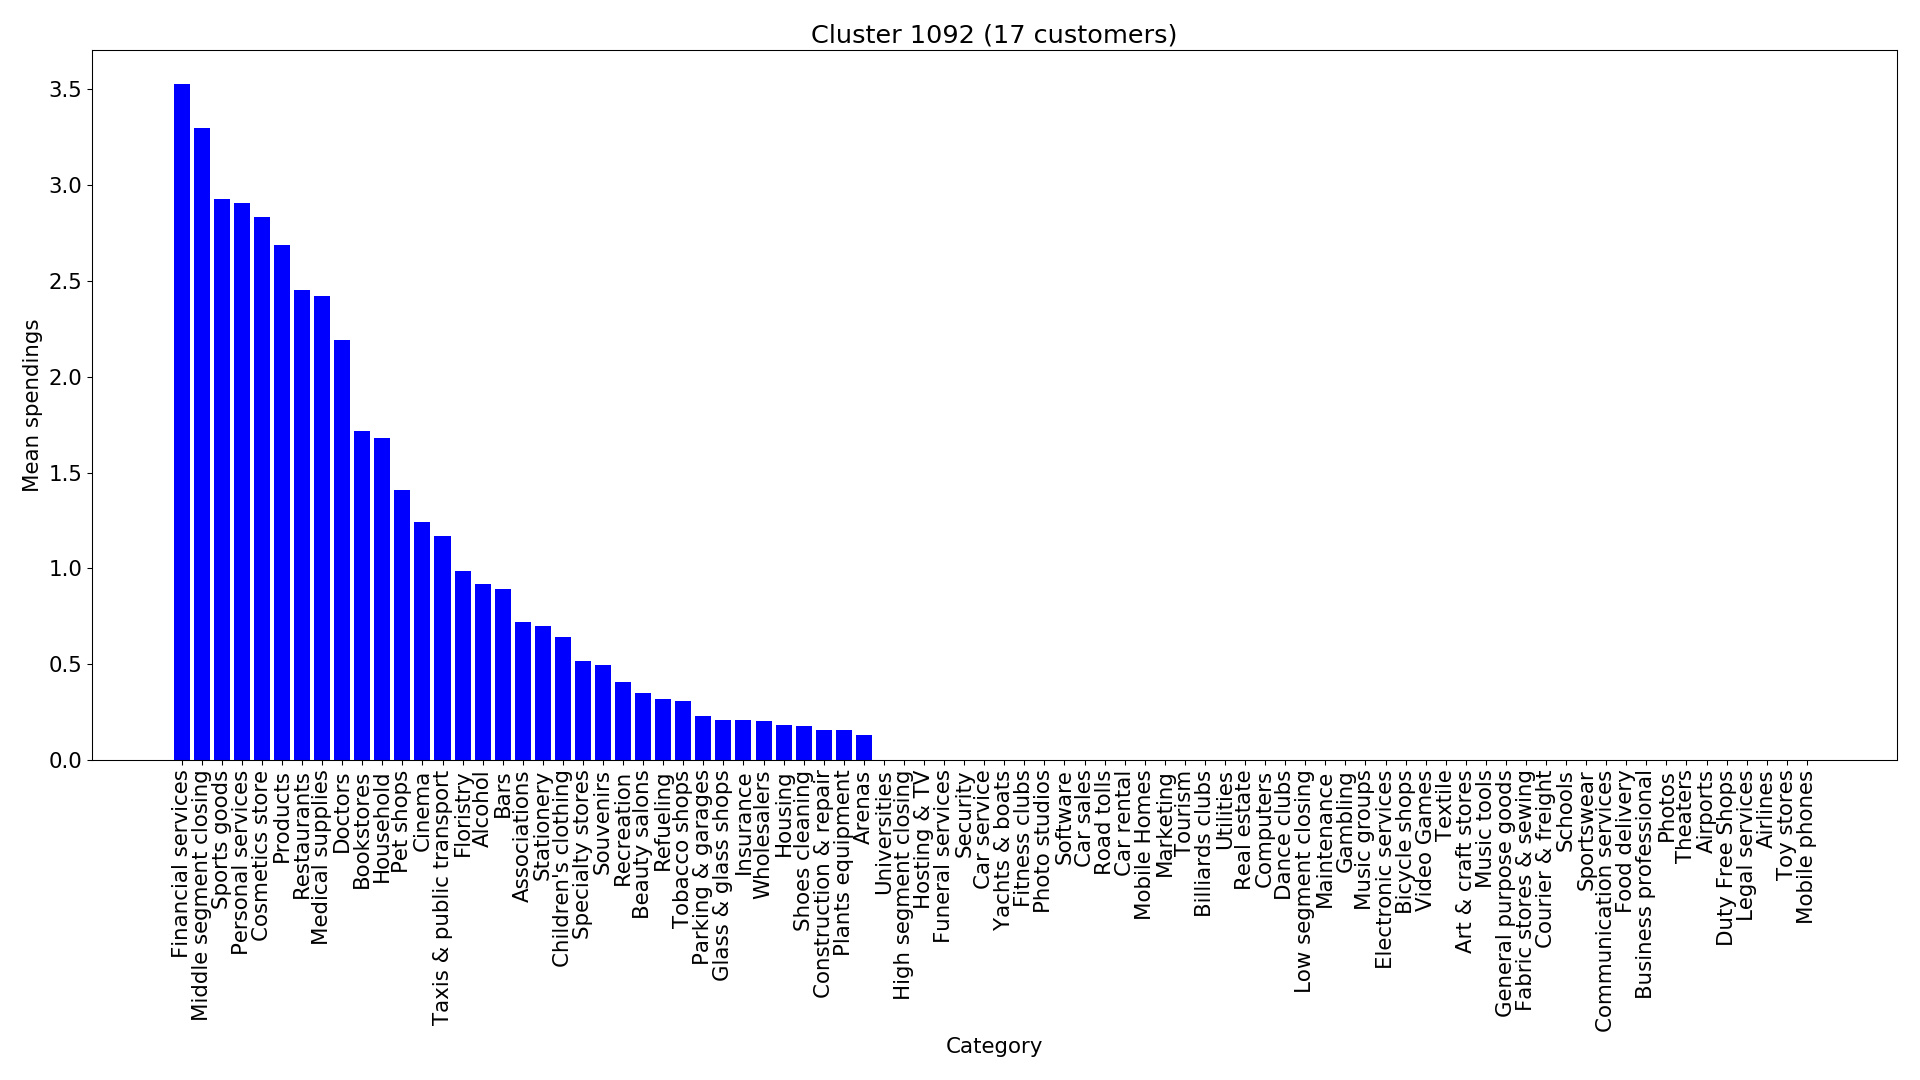 Cluster 1092 (17 customers)
Mean spendings
3.5
3.0
2.5
2.0
1.5
1.0
0.5
0.0
Financial services
Middle segment closing
Sports goods
Personal services
Cosmetics store
Products
Restaurants
Medical supplies
Doctors
Bookstores
Household
Pet shops
Cinema
Taxis & public transport
Floristry
Alcohol
Bars
Associations
Stationery
Children's clothing
Specialty stores
Souvenirs
Recreation
Beauty salons
Refueling
Tobacco shops
Parking & garages
Glass & glass shops
Insurance
Wholesalers
Housing
Shoes cleaning
Construction & repair
Plants equipment
Arenas
Universities
High segment closing
Hosting & TV
Funeral services
Security
Car service
Yachts & boats
Fitness clubs
Photo studios
Software
Car sales
Road tolls
Car rental
Mobile Homes
Marketing
Tourism
Billiards clubs
Utilities
Real estate
Computers
Dance clubs
Low segment closing
Maintenance
Gambling
Music groups
Electronic services
Bicycle shops
Video Games
Textile
Art & craft stores
Music tools
General purpose goods
Fabric stores & sewing
Courier & freight
Schools
Sportswear
Communication services
Food delivery
Business professional
Photos
Theaters
Airports
Duty Free Shops
Legal services
Airlines
Toy stores
Mobile phones
Category